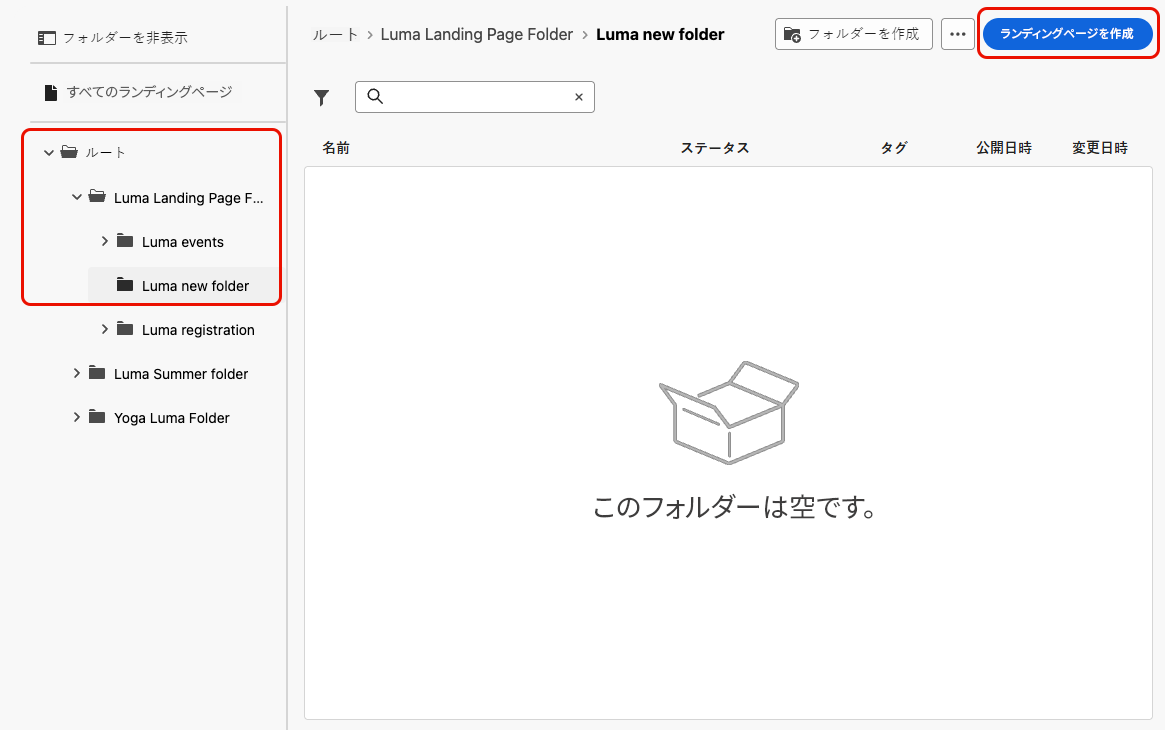 フォルダーを非表示
すべてのランディングページ
ルート
Luma Landing Page F...
Luma events
Luma new folder
Luma registration
Luma Summer folder
Yoga Luma Folder
ルート > Luma Landing Page Folder > Luma new folder
フォルダーを作成
ランディングページを作成
名前 ステータス タグ 公開日時 変更日時
このフォルダーは空です。